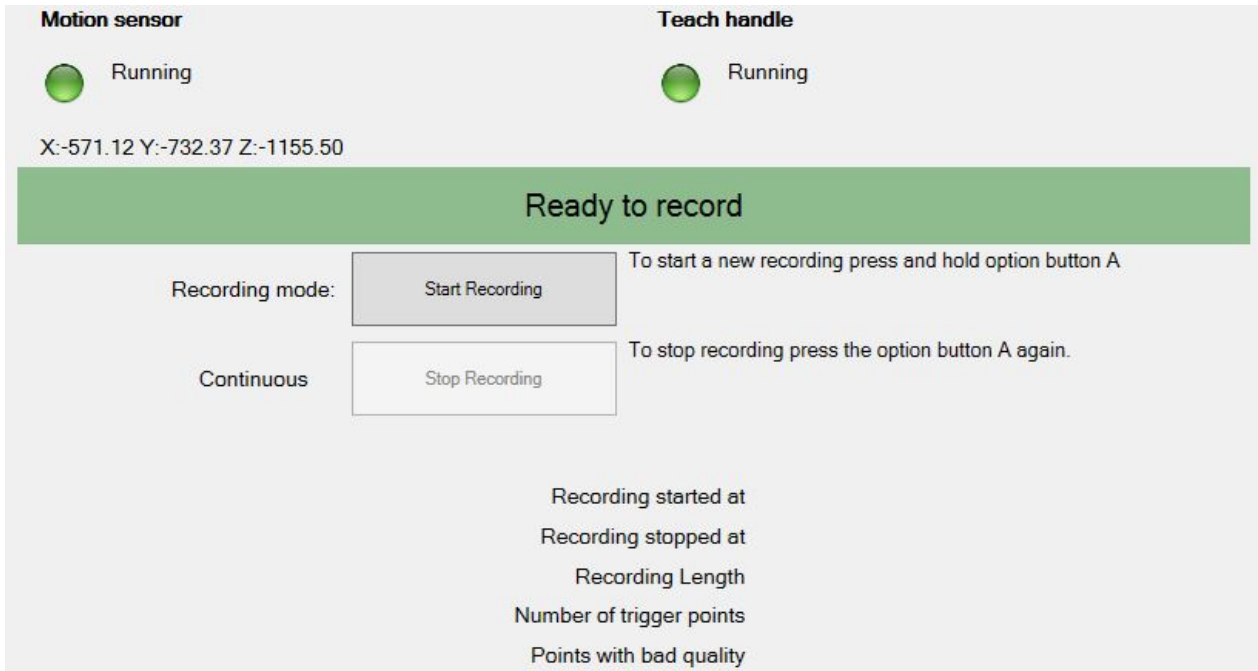 Motion sensor
Teach handle
Running
Running
X:-571.12 Y:-732.37 Z:-1155.50
Ready to record
Recording mode:
Start Recording
To start a new recording press and hold option button A
Continuous
Stop Recording
To stop recording press the option button A again.
Recording started at
Recording stopped at
Recording Length
Number of trigger points
Points with bad quality